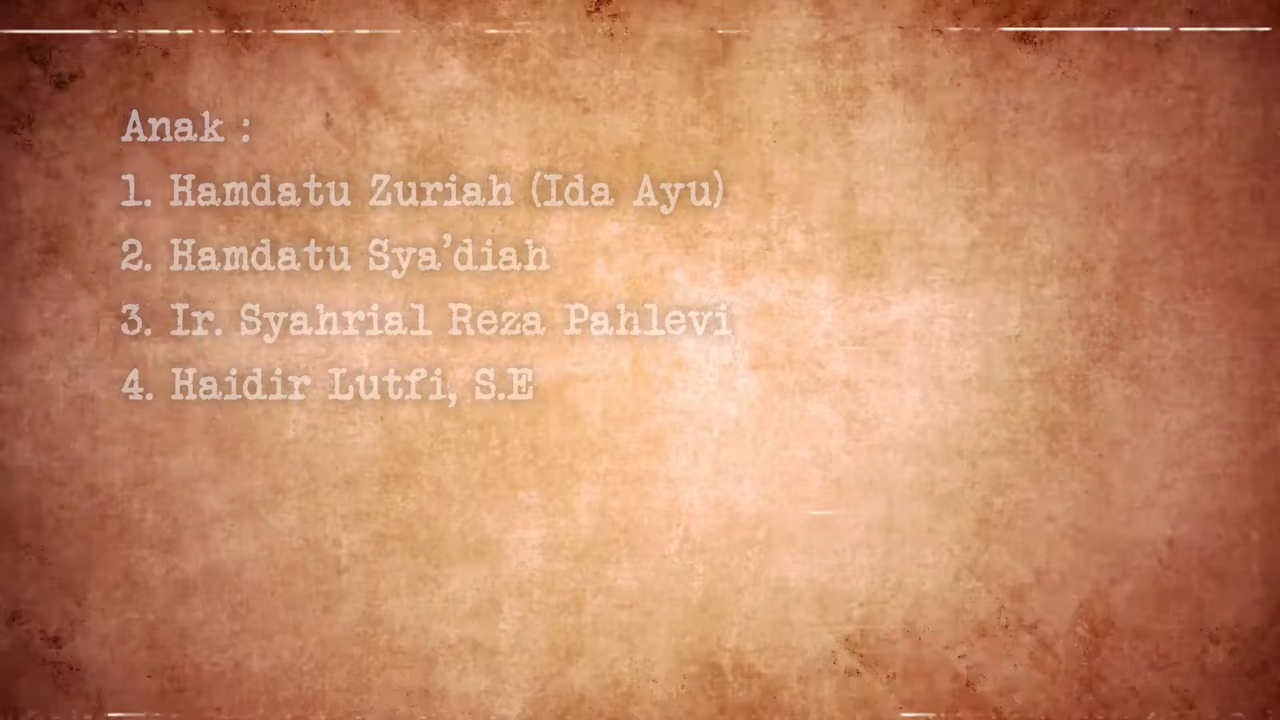 Anak :
1. Hamdatu Zuriah (Ida Ayu)
2. Hamdatu Sya'diah
3. Ir. Syahrial Reza Pahlevi
4. Haidir Lutfi, S.E